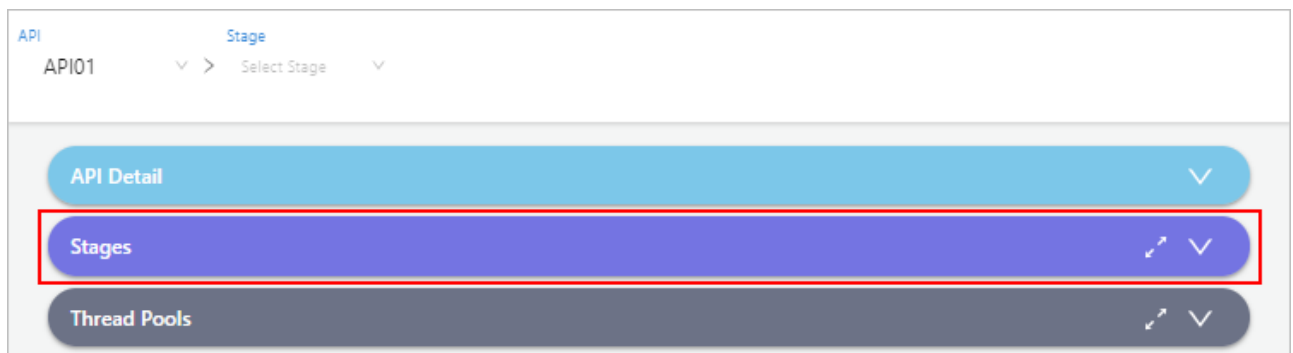 API Stage
API01 > Select Stage
API Detail
Stages
Thread Pools